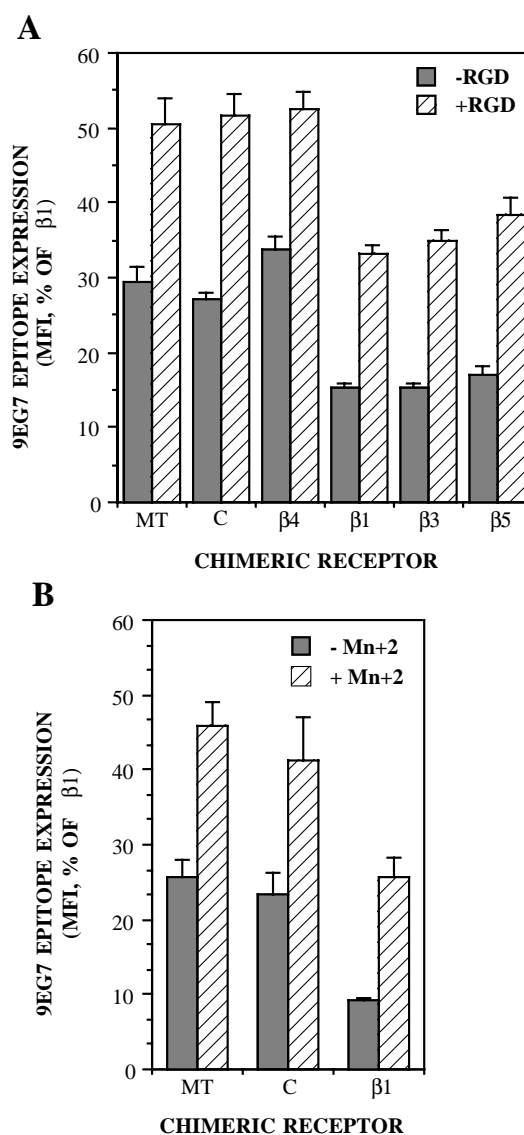 A
60
50
40
30
20
10
0
9EG7 EPITOPE EXPRESSION
(MFI, % OF β1)
-RGD
+RGD
MT C β4 β1 β3 β5
CHIMERIC RECEPTOR
B
60
50
40
30
20
10
0
9EG7 EPITOPE EXPRESSION
(MFI, % OF β1)
- Mn+2
+ Mn+2
MT C β1
CHIMERIC RECEPTOR